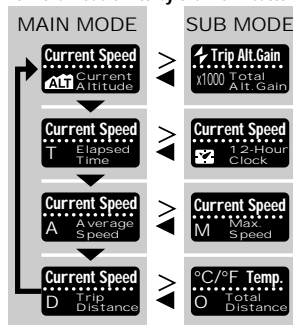 MAIN MODE SUB MODE
Current Speed > Trip Alt.Gain
ALT Current Altitude x1000 Total Alt.Gain
Current Speed > Current Speed
T Elapsed Time 12-Hour Clock
Current Speed > Current Speed
A Average Speed M Max. Speed
Current Speed > °C/°F Temp.
D Trip Distance O Total Distance